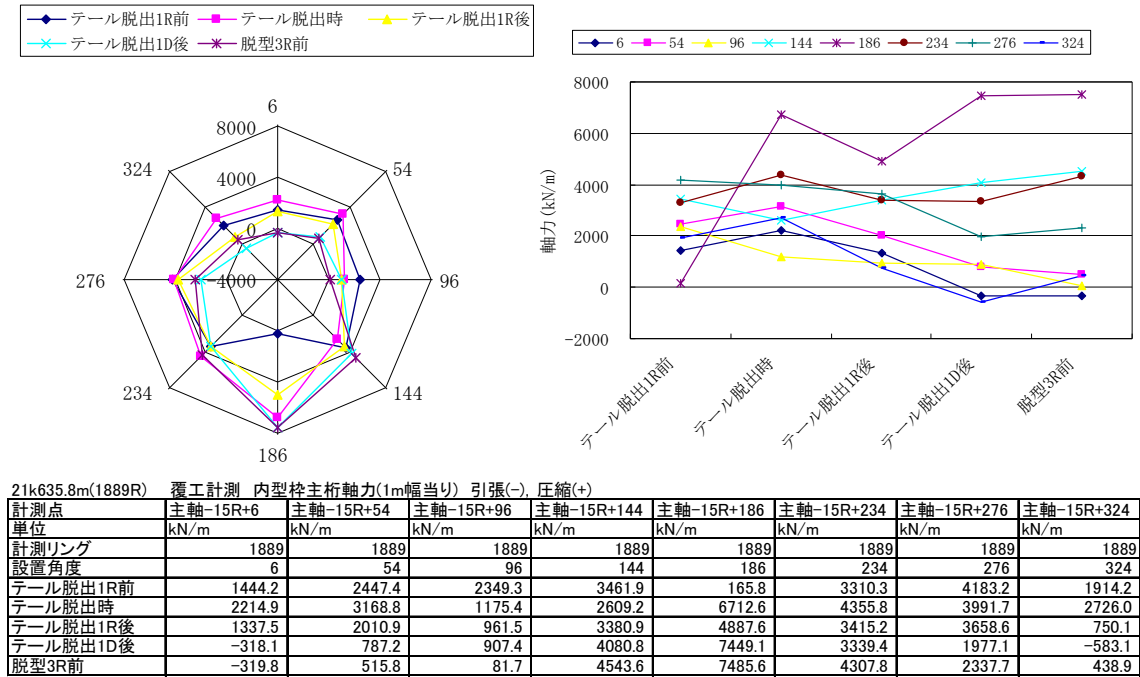 テール脱出1R前 テール脱出時 テール脱出1R後
テール脱出1D後 脱型3R前
6
8000
324
54
4000
0
276
-4000
96
234
144
186
6 54 96 144 186 234 276 324
8000
6000
4000
2000
0
-2000
軸力(kN/m)
テール脱出1R前
テール脱出時
テール脱出1R後
テール脱出1D後
脱型3R前
21k635.8m(1889R) 覆工計測 内型枠主桁軸力(1m幅当り) 引張(-), 圧縮(+)
計測点 主軸-15R+6 主軸-15R+54 主軸-15R+96 主軸-15R+144 主軸-15R+186 主軸-15R+234 主軸-15R+276 主軸-15R+324
単位 kN/m kN/m kN/m kN/m kN/m kN/m kN/m kN/m
計測リング 1889 1889 1889 1889 1889 1889 1889 1889
設置角度 6 54 96 144 186 234 276 324
テール脱出1R前 1444.2 2447.4 2349.3 3461.9 165.8 3310.3 4183.2 1914.2
テール脱出時 2214.9 3168.8 1175.4 2609.2 6712.6 4355.8 3991.7 2726.0
テール脱出1R後 1337.5 2010.9 961.5 3380.9 4887.6 3415.2 3658.6 750.1
テール脱出1D後 -318.1 787.2 907.4 4080.8 7449.1 3339.4 1977.1 -583.1
脱型3R前 -319.8 515.8 81.7 4543.6 7485.6 4307.8 2337.7 438.9